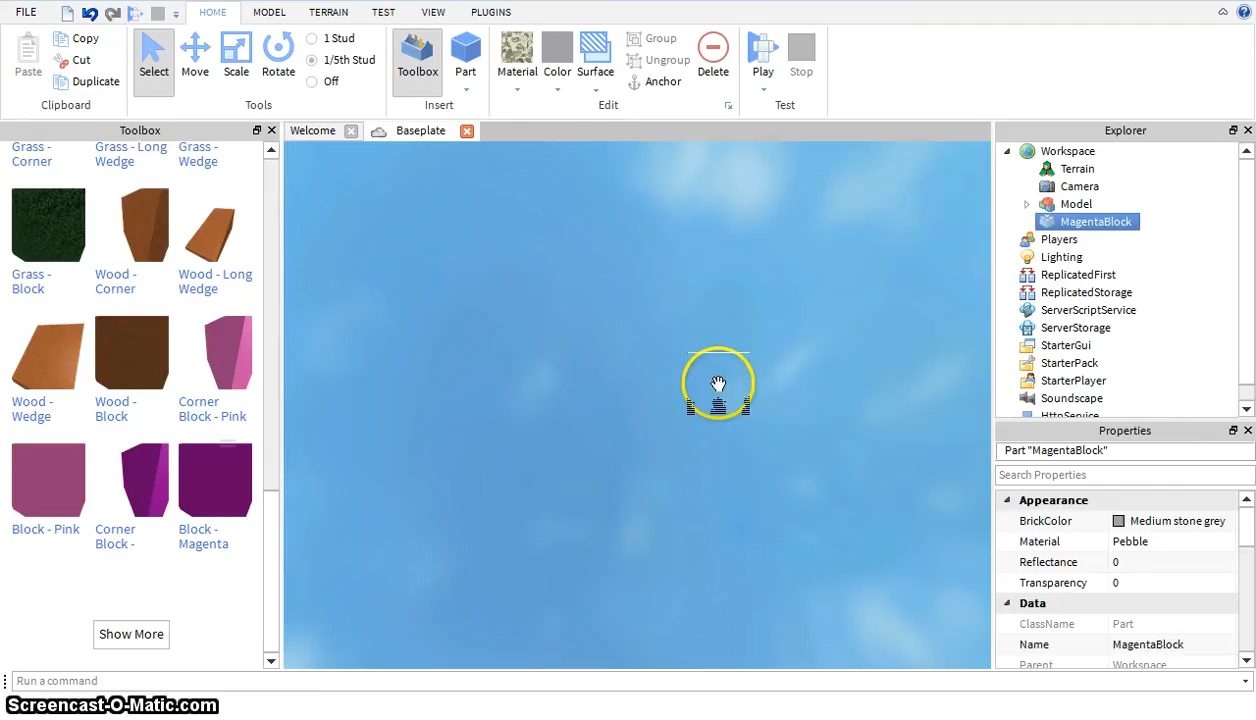 FILE HOME MODEL TERRAIN TEST VIEW PLUGINS
Paste Copy Cut Duplicate
Clipboard
Select Move Scale Rotate 1 Stud 1/5th Stud Off
Tools
Toolbox Part
Insert
Material Color Surface Group Ungroup Anchor Delete
Edit
Play Stop
Test
Toolbox
Welcome Baseplate
Explorer
Grass - Corner
Grass - Long Wedge
Grass - Wedge
Grass - Block
Wood - Corner
Wood - Long Wedge
Wood - Wedge
Wood - Block
Corner Block - Pink
Block - Pink
Corner Block -
Block - Magenta
Show More
Workspace
Terrain
Camera
Model
MagentaBlock
Players
Lighting
ReplicatedFirst
ReplicatedStorage
ServerScriptService
ServerStorage
StarterGui
StarterPack
StarterPlayer
Soundscape
HttpService
Properties
Part "MagentaBlock"
Search Properties
Appearance
BrickColor Medium stone grey
Material Pebble
Reflectance 0
Transparency 0
Data
ClassName Part
Name MagentaBlock
Parent Workspace
Run a command
Screencast-O-Matic.com